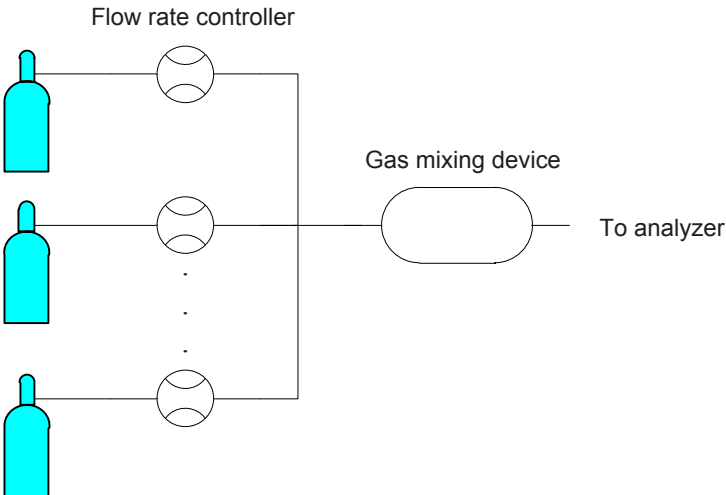 Flow rate controller
Gas mixing device
To analyzer